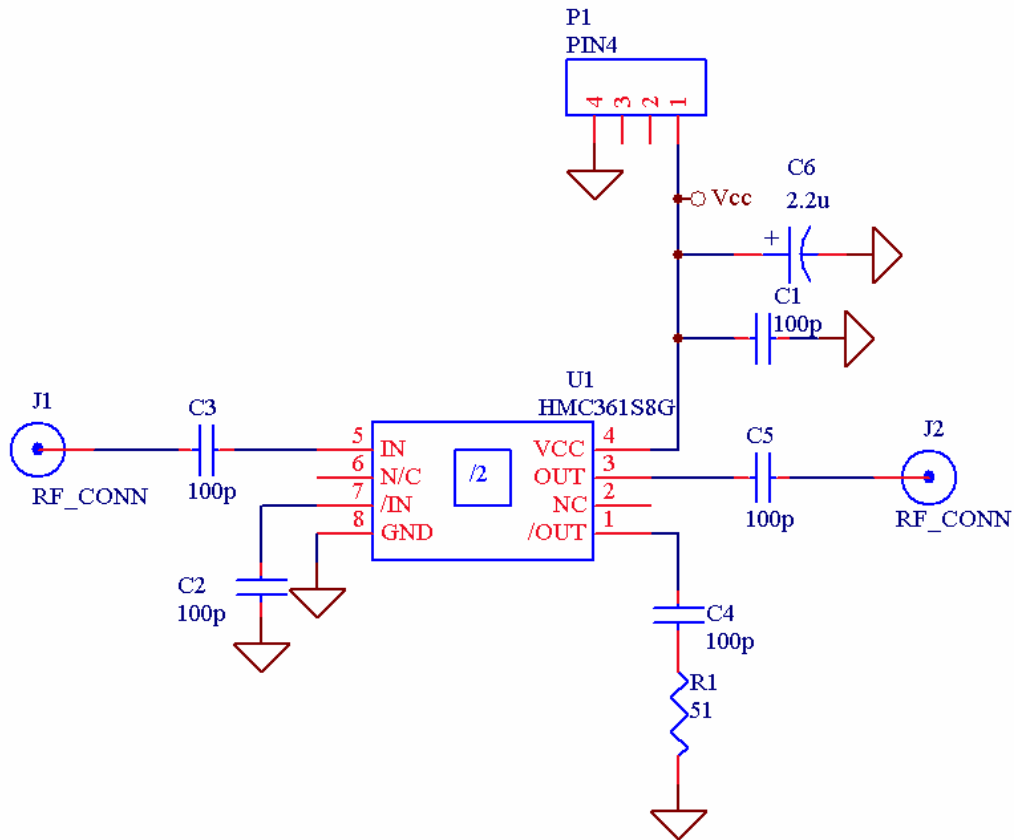 P1
PIN4
4 3 2 1
Vcc
C6
2.2u
+
C1
100p
U1
HMC361S8G
J1
RF_CONN
C3
100p
5 IN
6 N/C
7 /IN
8 GND
/2
VCC 4
OUT 3
NC 2
/OUT 1
C5
100p
J2
RF_CONN
C2
100p
C4
100p
R1
51